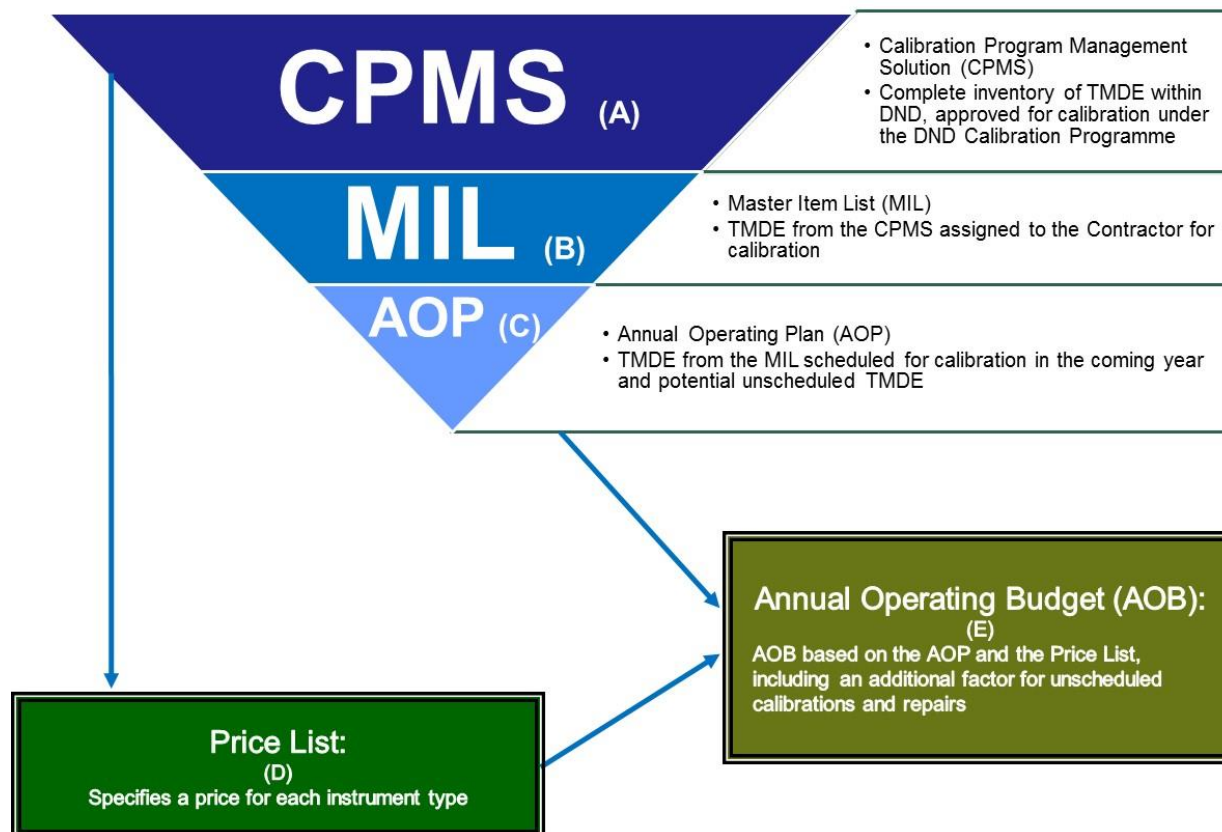 CPMS (A)
• Calibration Program Management
Solution (CPMS)
• Complete inventory of TMDE within
DND, approved for calibration under
the DND Calibration Programme
MIL (B)
• Master Item List (MIL)
• TMDE from the CPMS assigned to the Contractor for
calibration
AOP (C)
• Annual Operating Plan (AOP)
• TMDE from the MIL scheduled for calibration in the coming year
and potential unscheduled TMDE
Annual Operating Budget (AOB):
(E)
AOB based on the AOP and the Price List,
including an additional factor for unscheduled
calibrations and repairs
Price List:
(D)
Specifies a price for each instrument type